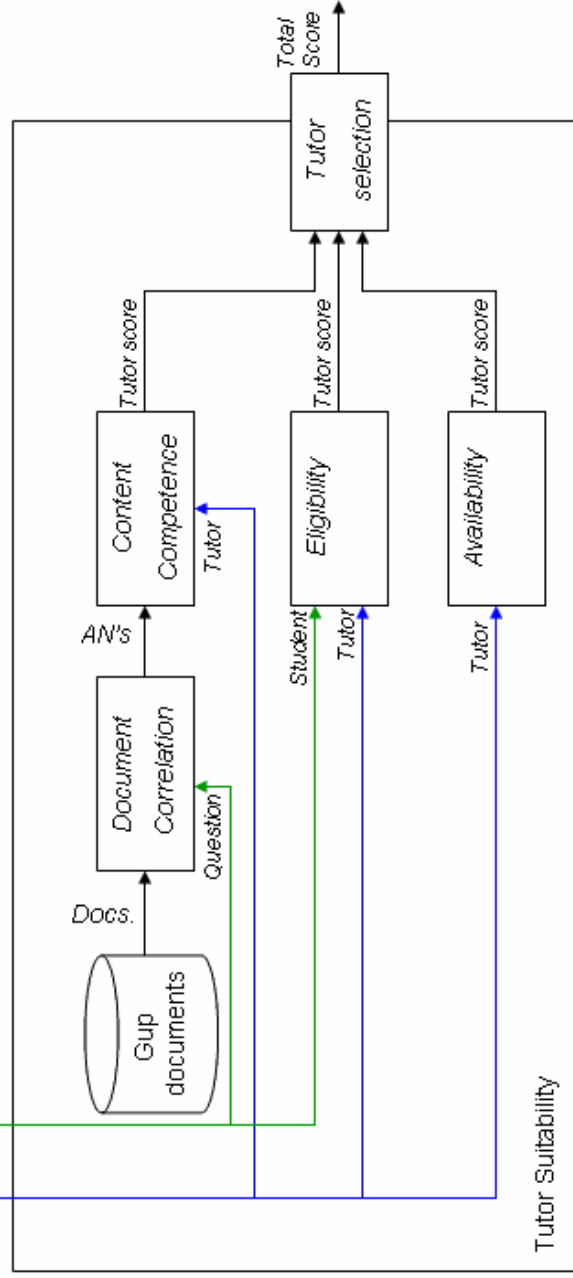 Gup
documents
Docs.
Document
Correlation
Question
AN's
Content
Competence
Tutor
Tutor score
Student
Tutor
Eligibility
Tutor score
Tutor
Availability
Tutor score
Tutor
selection
Total
Score
Tutor Suitability